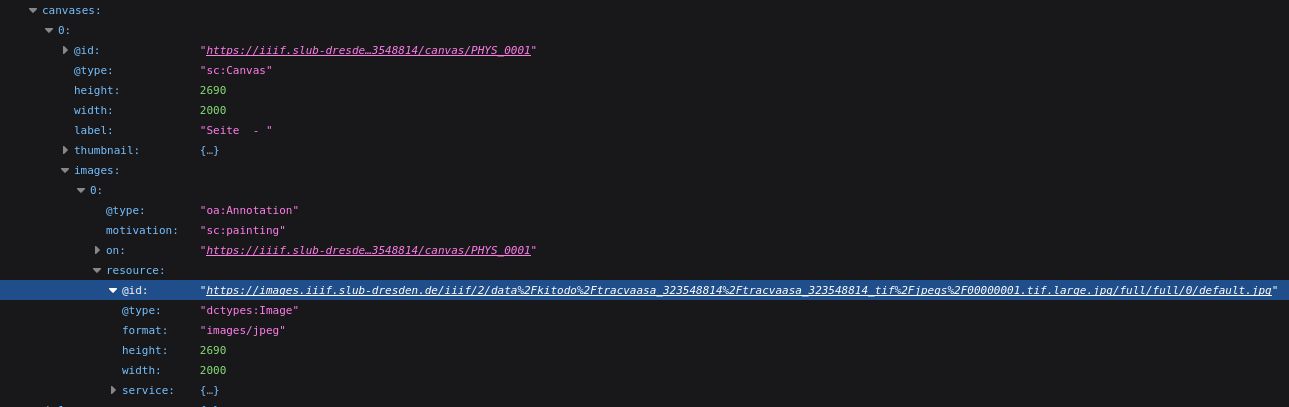 canvases:
0:
@id: "https://iiif.slub-dresde…3548814/canvas/PHYS_0001"
@type: "sc:Canvas"
height: 2690
width: 2000
label: "Seite  - "
thumbnail: {…}
images:
0:
@type: "oa:Annotation"
motivation: "sc:painting"
on: "https://iiif.slub-dresde…3548814/canvas/PHYS_0001"
resource:
@id: "https://images.iiif.slub-dresden.de/iiif/2/data%2Fkitodo%2Ftracvaasa_323548814%2Ftracvaasa_323548814_tif%2Fjpegs%2F00000001.tif.large.jpg/full/full/0/default.jpg"
@type: "dctypes:Image"
format: "images/jpeg"
height: 2690
width: 2000
service: {…}